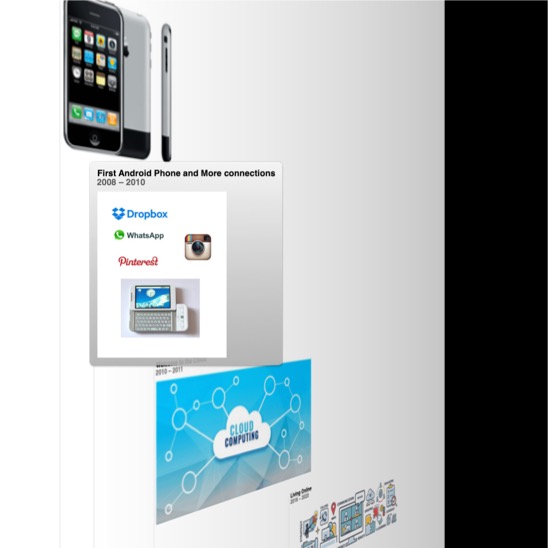 First Android Phone and More connections
2008 – 2010
Dropbox
WhatsApp
Pinterest
2010 – 2011
CLOUD
COMPUTING
Living Online